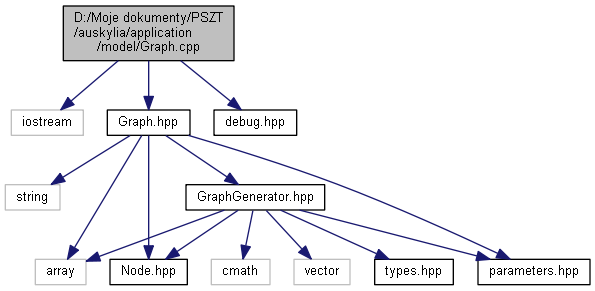 D:/Moje dokumenty/PSZT
/auskylia/application
/model/Graph.cpp
iostream
Graph.hpp
debug.hpp
string
GraphGenerator.hpp
array
Node.hpp
cmath
vector
types.hpp
parameters.hpp